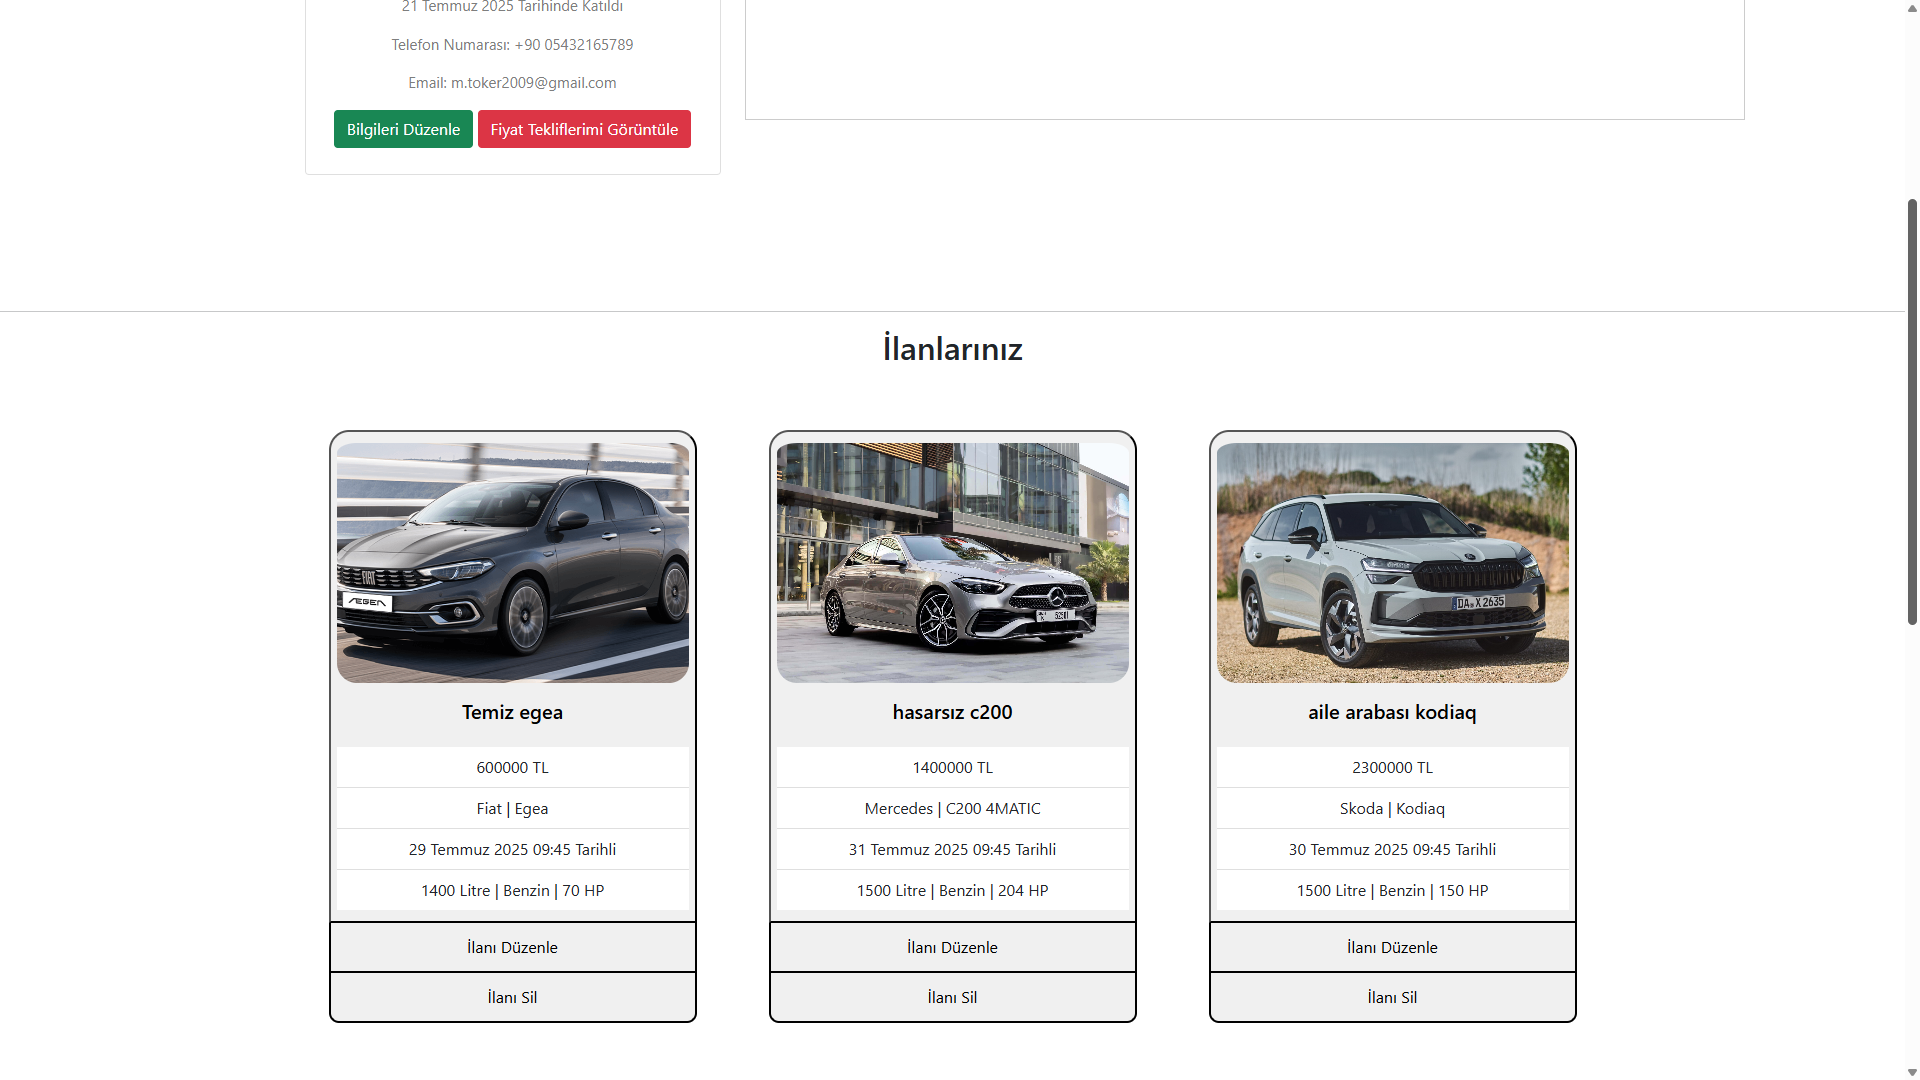 21 Temmuz 2025 Tarihinde Katıldı
Telefon Numarası: +90 05432165789
Email: m.toker2009@gmail.com
Bilgileri Düzenle
Fiyat Tekliflerimi Görüntüle
İlanlarınız
FIAT
ÆGEA
Temiz egea
600000 TL
Fiat | Egea
29 Temmuz 2025 09:45 Tarihli
1400 Litre | Benzin | 70 HP
İlanı Düzenle
İlanı Sil
hasarsız c200
1400000 TL
Mercedes | C200 4MATIC
31 Temmuz 2025 09:45 Tarihli
1500 Litre | Benzin | 204 HP
İlanı Düzenle
İlanı Sil
DA X 2635
aile arabası kodiaq
2300000 TL
Skoda | Kodiaq
30 Temmuz 2025 09:45 Tarihli
1500 Litre | Benzin | 150 HP
İlanı Düzenle
İlanı Sil